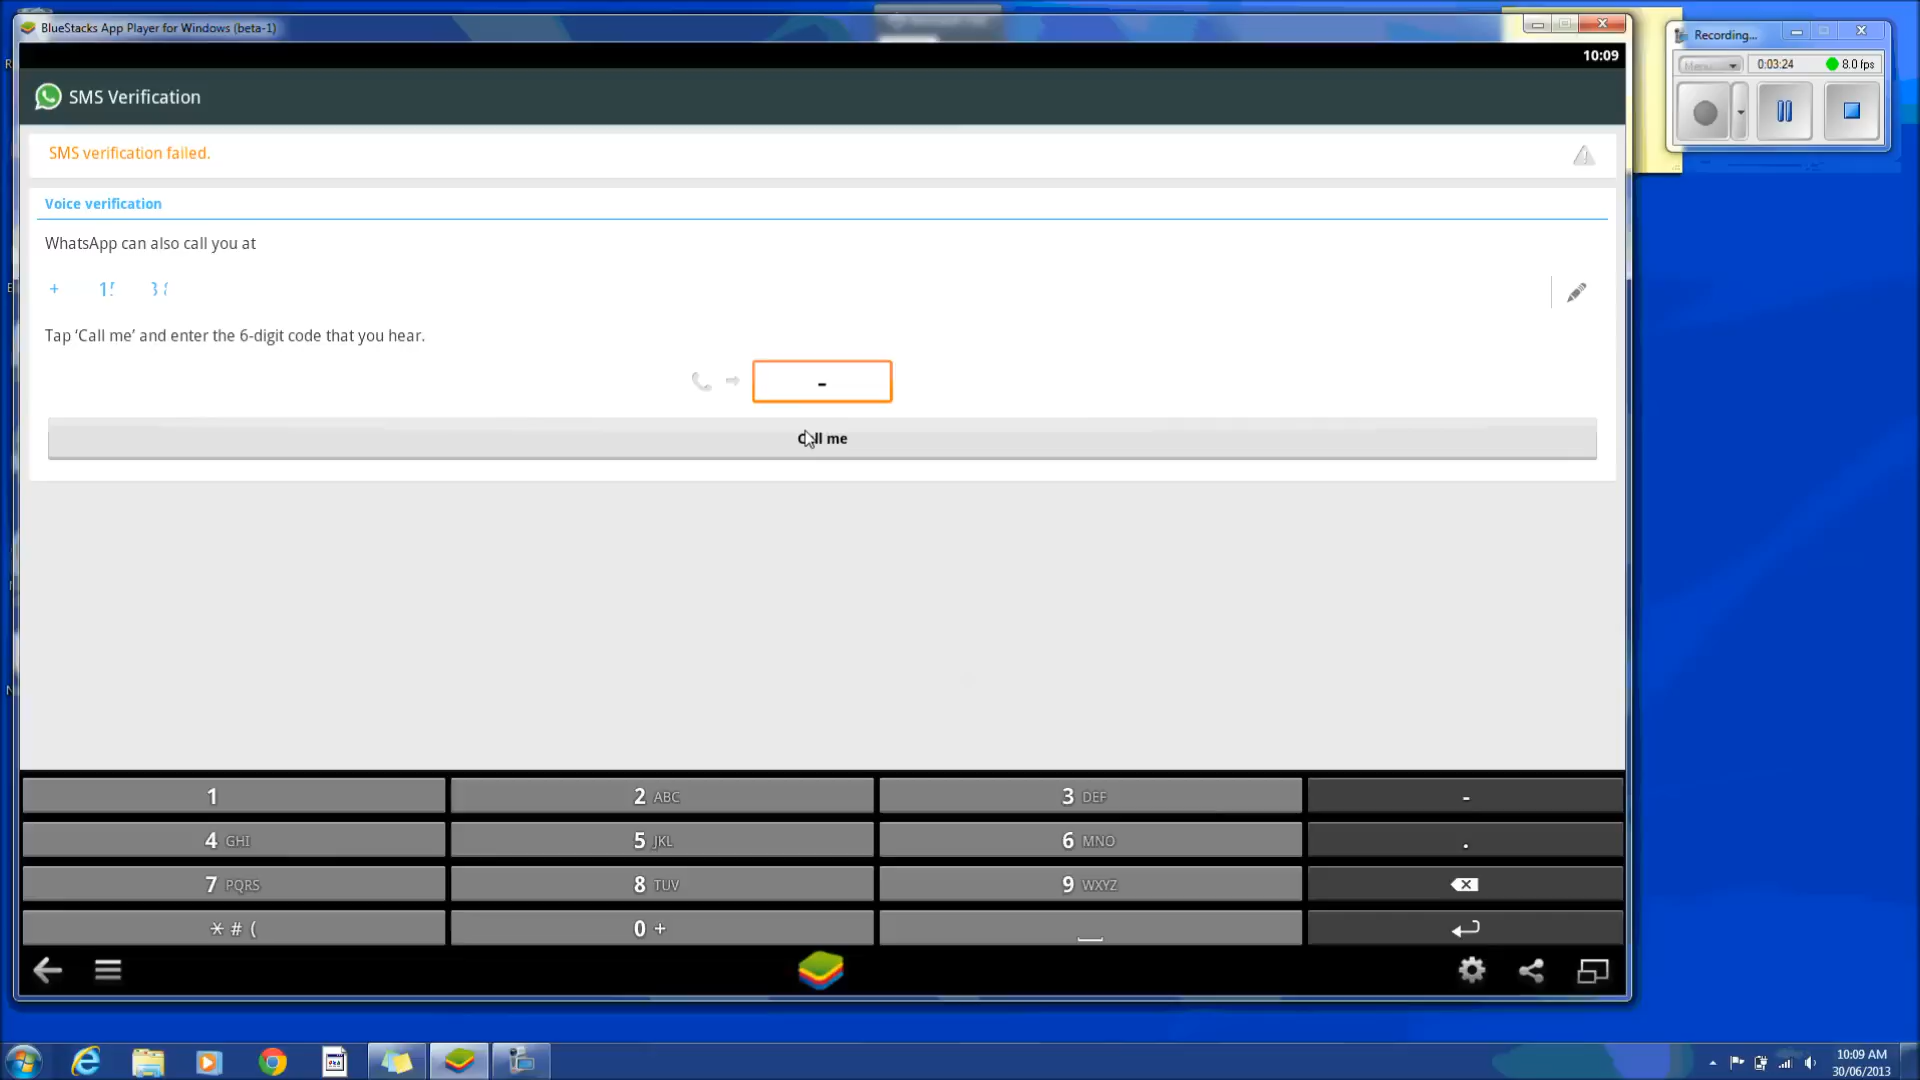 BlueStacks App Player for Windows (beta-1)
Recording...
10:09
0:03:24
8.0 fps
SMS Verification
SMS verification failed.
Voice verification
WhatsApp can also call you at
+
Tap ‘Call me’ and enter the 6-digit code that you hear.
-
Call me
1
2 ABC
3 DEF
-
4 GHI
5 JKL
6 MNO
.
7 PQRS
8 TUV
9 WXYZ
* # (
0 +
10:09 AM
30/06/2013